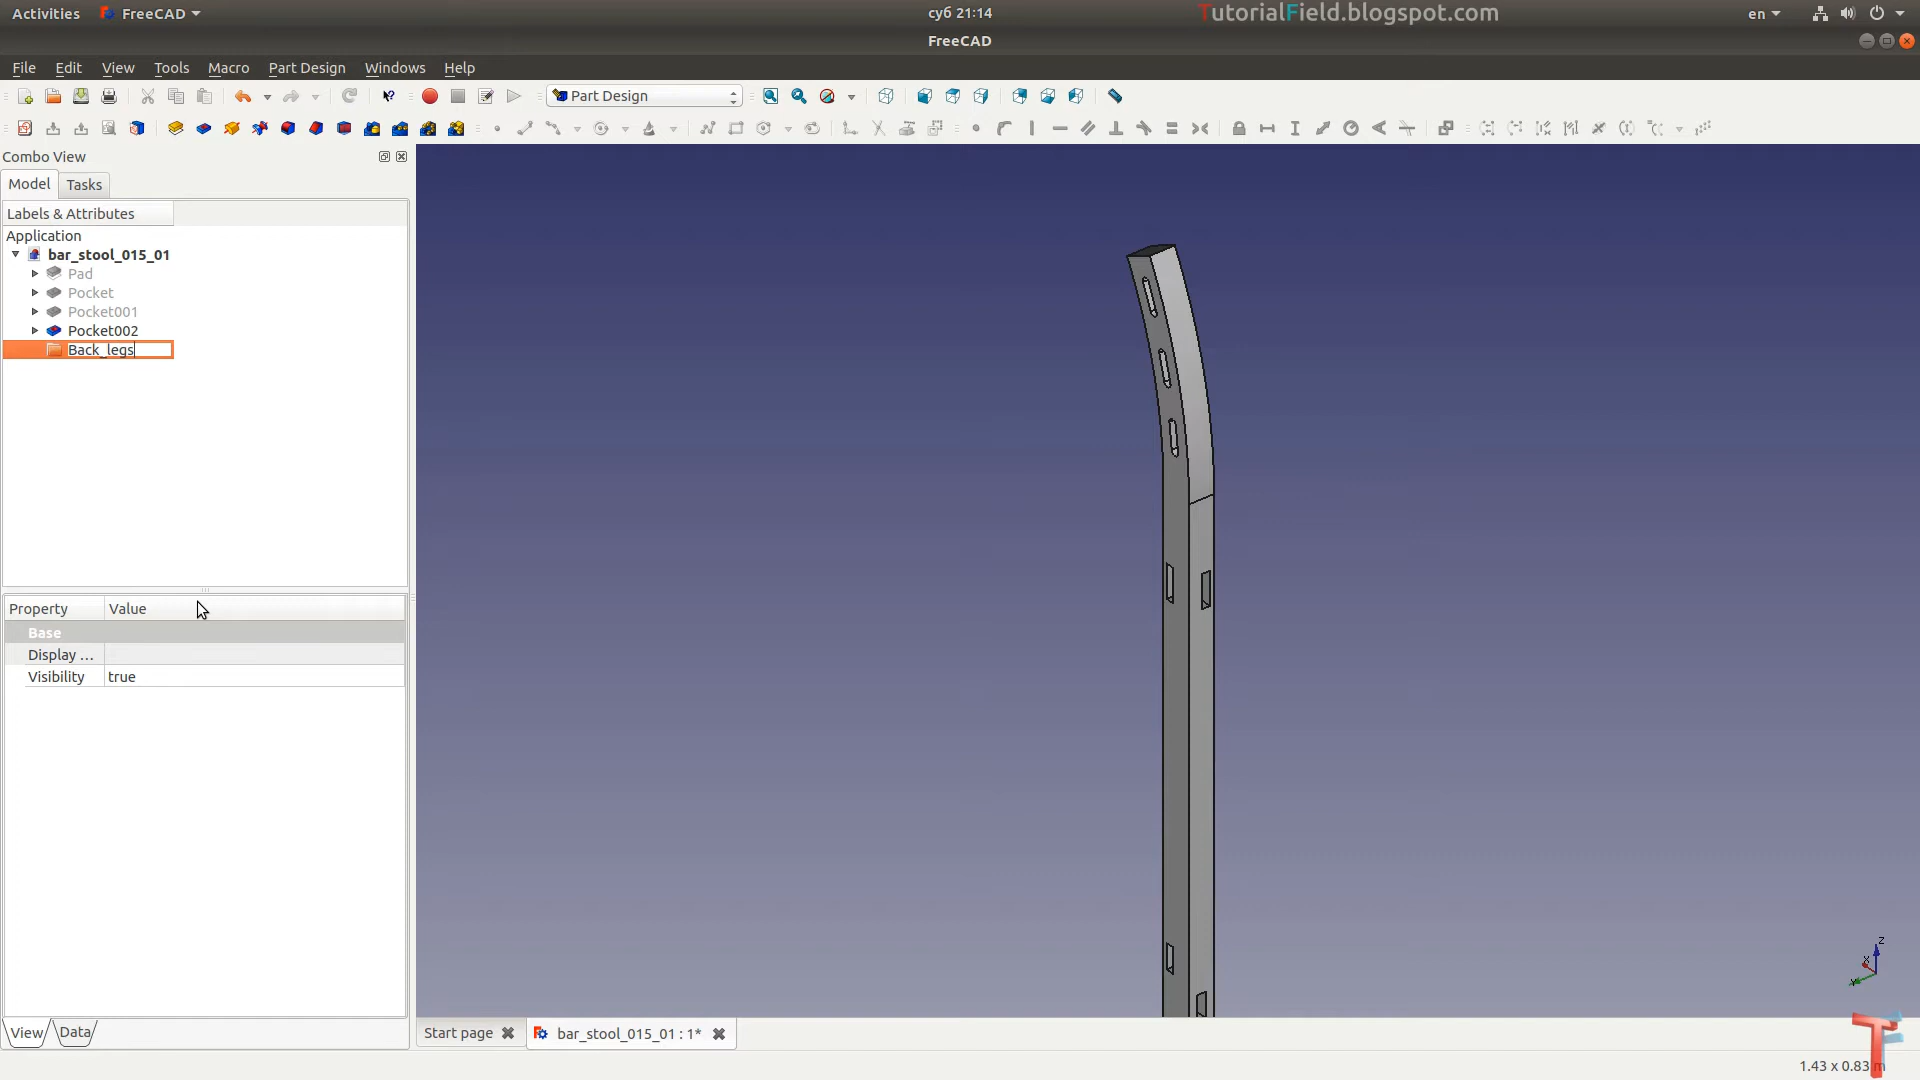 Activities FreeCAD суб 21:14 TutorialField.blogspot.com en
FreeCAD
File Edit View Tools Macro Part Design Windows Help
Part Design
Combo View
Model Tasks
Labels & Attributes
Application
bar_stool_015_01
Pad
Pocket
Pocket001
Pocket002
Back_legs
Property Value
Base
Display ...
Visibility true
Z
X
Y
View Data
Start page bar_stool_015_01 : 1*
1.43 x 0.83 m